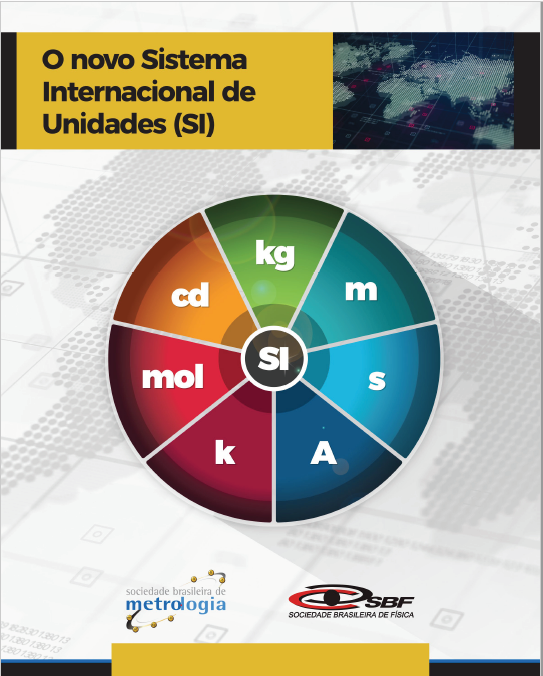 O novo Sistema
Internacional de
Unidades (SI)
kg
cd
m
SI
mol
s
k
A
sociedade brasileira de
metrologia
SBF
SOCIEDADE BRASILEIRA DE FÍSICA